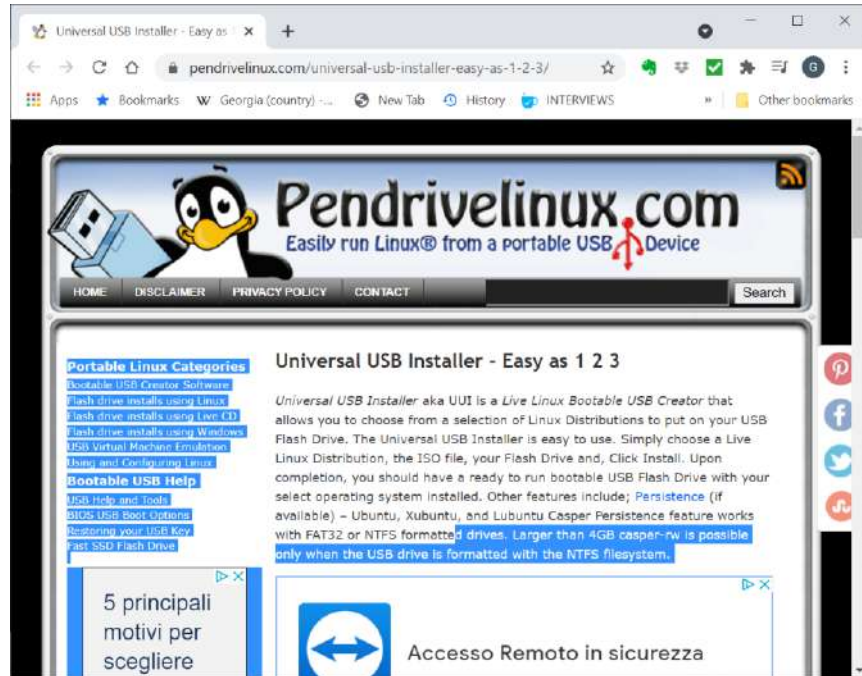 Universal USB Installer - Easy as
pendrivelinux.com/universal-usb-installer-easy-as-1-2-3/
G
Apps
Bookmarks
W Georgia (country) -...
New Tab
History
INTERVIEWS
»
Other bookmarks
Pendrivelinux.com
Easily run Linux® from a portable USB Device
HOME
DISCLAIMER
PRIVACY POLICY
CONTACT
Search
Portable Linux Categories
Bootable USB Creator Software
Flash drive installs using Linux
Flash drive installs using Live CD
Flash drive installs using Windows
USB Virtual Machine Emulation
Using and Configuring Linux
Bootable USB Help
USB Help and Tools
BIOS USB Boot Options
Restoring your USB Key
Fast SSD Flash Drive
5 principali
motivi per
scegliere
Universal USB Installer - Easy as 1 2 3
Universal USB Installer aka UUI is a Live Linux Bootable USB Creator that
allows you to choose from a selection of Linux Distributions to put on your USB
Flash Drive. The Universal USB Installer is easy to use. Simply choose a Live
Linux Distribution, the ISO file, your Flash Drive and, Click Install. Upon
completion, you should have a ready to run bootable USB Flash Drive with your
select operating system installed. Other features include; Persistence (if
available) – Ubuntu, Xubuntu, and Lubuntu Casper Persistence feature works
with FAT32 or NTFS formatted drives. Larger than 4GB casper-rw is possible
only when the USB drive is formatted with the NTFS filesystem.
Accesso Remoto in sicurezza